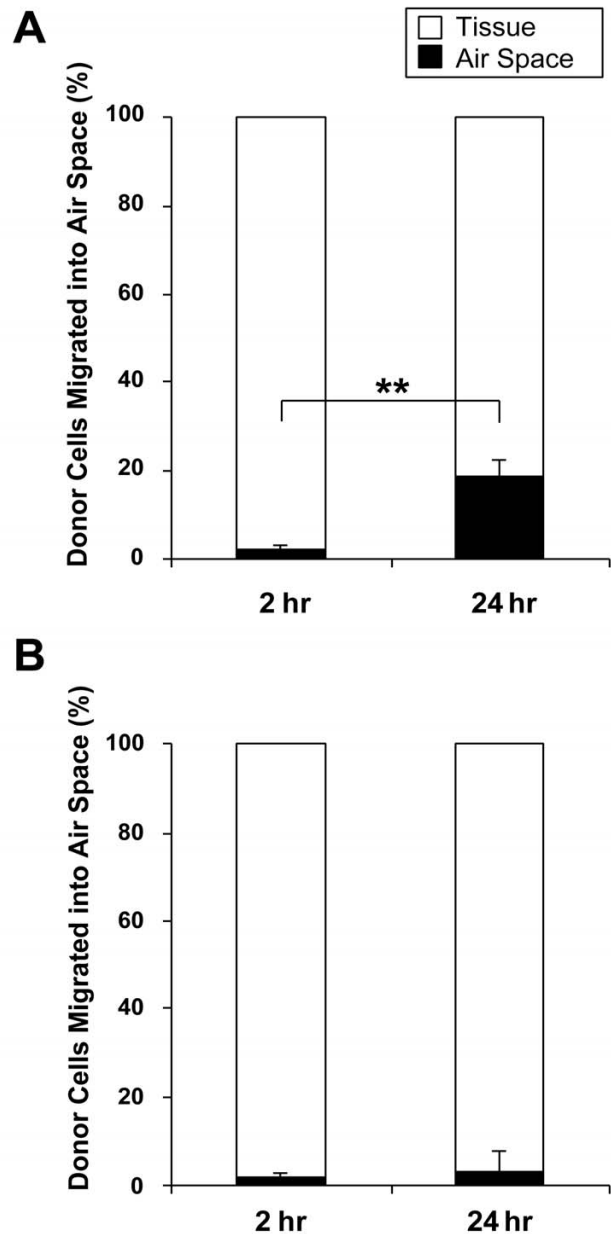 A
Tissue
Air Space
Donor Cells Migrated into Air Space (%)
100
80
60
40
20
0
**
2 hr
24 hr
B
Donor Cells Migrated into Air Space (%)
100
80
60
40
20
0
2 hr
24 hr